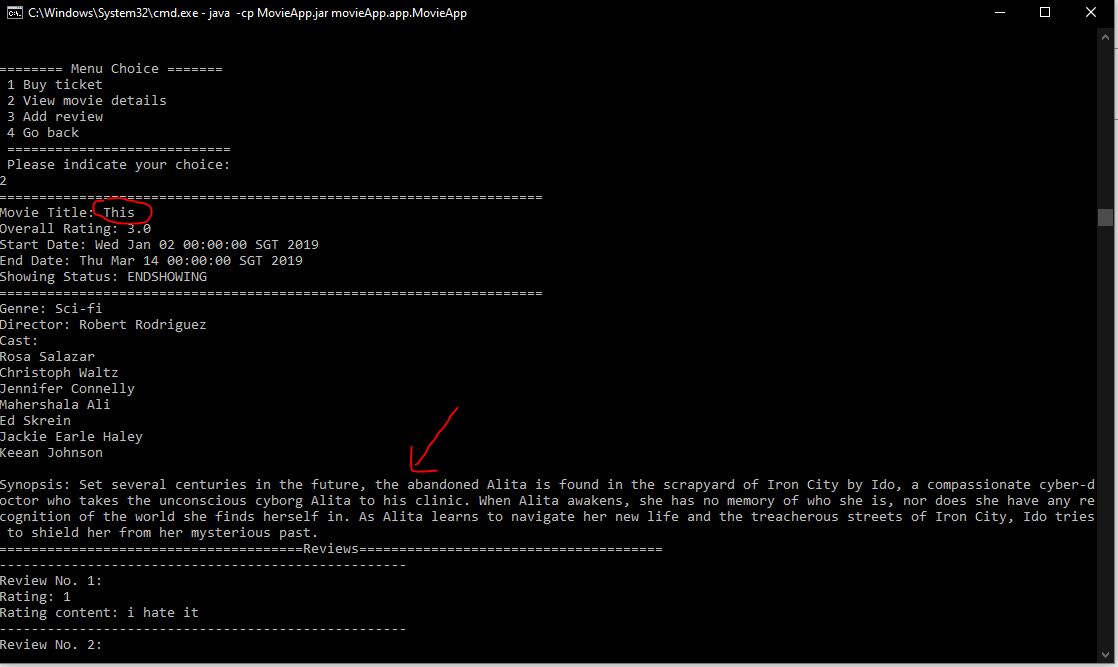 C:\Windows\System32\cmd.exe - java -cp MovieApp.jar movieApp.app.MovieApp
======== Menu Choice =======
1 Buy ticket
2 View movie details
3 Add review
4 Go back
============================
Please indicate your choice:
2
====================================================================
Movie Title: This
Overall Rating: 3.0
Start Date: Wed Jan 02 00:00:00 SGT 2019
End Date: Thu Mar 14 00:00:00 SGT 2019
Showing Status: ENDSHOWING
====================================================================
Genre: Sci-fi
Director: Robert Rodriguez
Cast:
Rosa Salazar
Christoph Waltz
Jennifer Connelly
Mahershala Ali
Ed Skrein
Jackie Earle Haley
Keean Johnson
Synopsis: Set several centuries in the future, the abandoned Alita is found in the scrapyard of Iron City by Ido, a compassionate cyber-d
octor who takes the unconscious cyborg Alita to his clinic. When Alita awakens, she has no memory of who she is, nor does she have any re
cognition of the world she finds herself in. As Alita learns to navigate her new life and the treacherous streets of Iron City, Ido tries
to shield her from her mysterious past.
======================================Reviews======================================
---------------------------------------------------
Review No. 1:
Rating: 1
Rating content: i hate it
---------------------------------------------------
Review No. 2: